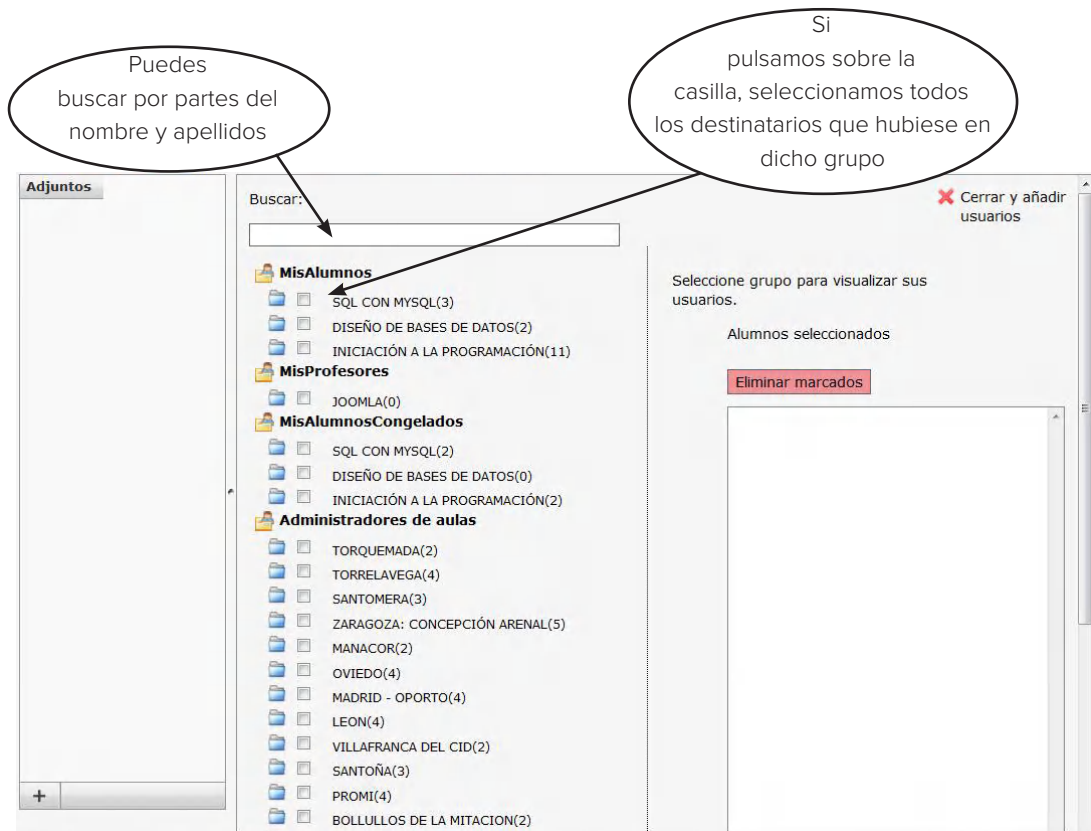 Puedes
buscar por partes del
nombre y apellidos
Si
pulsamos sobre la
casilla, seleccionamos todos
los destinatarios que hubiese en
dicho grupo
Adjuntos
Buscar:
Cerrar y añadir
usuarios
MisAlumnos
SQL CON MYSQL(3)
DISEÑO DE BASES DE DATOS(2)
INICIACIÓN A LA PROGRAMACIÓN(11)
MisProfesores
JOOMLA(0)
MisAlumnosCongelados
SQL CON MYSQL(2)
DISEÑO DE BASES DE DATOS(0)
INICIACIÓN A LA PROGRAMACIÓN(2)
Administradores de aulas
TORQUEMADA(2)
TORRELAVEGA(4)
SANTOMERA(3)
ZARAGOZA: CONCEPCIÓN ARENAL(5)
MANACOR(2)
OVIEDO(4)
MADRID - OPORTO(4)
LEON(4)
VILLAFRANCA DEL CID(2)
SANTOÑA(3)
PROMI(4)
BOLLULLOS DE LA MITACION(2)
Seleccione grupo para visualizar sus
usuarios.
Alumnos seleccionados
Eliminar marcados
+